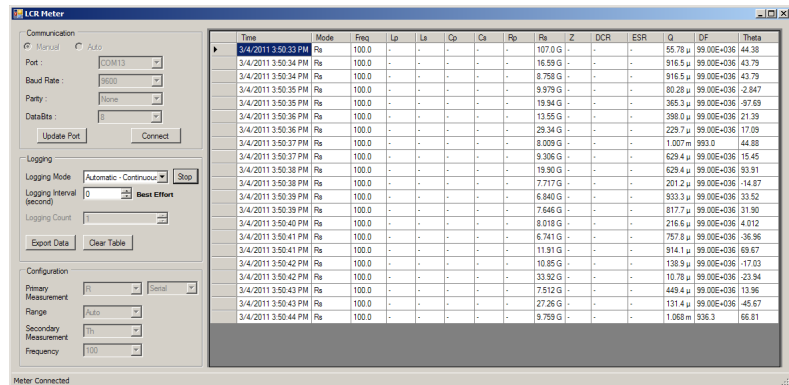 LCR Meter
Communication
Manual Auto
Port : COM13
Baud Rate : 9600
Parity : None
DataBits : 8
Update Port Connect
Logging
Logging Mode Automatic - Continuous Stop
Logging Interval (second) 0 Best Effort
Logging Count 1
Export Data Clear Table
Configuration
Primary Measurement R Serial
Range Auto
Secondary Measurement Th
Frequency 100
Time Mode Freq Lp Ls Cp Cs Rp Rs Z DCR ESR Q DF Theta
3/4/2011 3:50:33 PM Rs 100.0 - - - - - 107.0 G - - - 55.78 µ 99.00E+036 44.38
3/4/2011 3:50:34 PM Rs 100.0 - - - - - 16.59 G - - - 916.5 µ 99.00E+036 43.79
3/4/2011 3:50:34 PM Rs 100.0 - - - - - 8.758 G - - - 916.5 µ 99.00E+036 43.79
3/4/2011 3:50:35 PM Rs 100.0 - - - - - 9.979 G - - - 80.28 µ 99.00E+036 -2.847
3/4/2011 3:50:35 PM Rs 100.0 - - - - - 19.94 G - - - 365.3 µ 99.00E+036 -97.69
3/4/2011 3:50:36 PM Rs 100.0 - - - - - 13.55 G - - - 398.0 µ 99.00E+036 21.39
3/4/2011 3:50:36 PM Rs 100.0 - - - - - 29.34 G - - - 229.7 µ 99.00E+036 17.09
3/4/2011 3:50:37 PM Rs 100.0 - - - - - 8.009 G - - - 1.007 m 993.0 44.88
3/4/2011 3:50:37 PM Rs 100.0 - - - - - 9.306 G - - - 629.4 µ 99.00E+036 15.45
3/4/2011 3:50:38 PM Rs 100.0 - - - - - 19.90 G - - - 629.4 µ 99.00E+036 93.91
3/4/2011 3:50:38 PM Rs 100.0 - - - - - 7.717 G - - - 201.2 µ 99.00E+036 -14.87
3/4/2011 3:50:39 PM Rs 100.0 - - - - - 6.840 G - - - 933.3 µ 99.00E+036 33.52
3/4/2011 3:50:39 PM Rs 100.0 - - - - - 7.646 G - - - 817.7 µ 99.00E+036 31.90
3/4/2011 3:50:40 PM Rs 100.0 - - - - - 8.018 G - - - 216.6 µ 99.00E+036 4.012
3/4/2011 3:50:41 PM Rs 100.0 - - - - - 6.741 G - - - 757.8 µ 99.00E+036 -36.96
3/4/2011 3:50:41 PM Rs 100.0 - - - - - 11.91 G - - - 914.1 µ 99.00E+036 69.67
3/4/2011 3:50:42 PM Rs 100.0 - - - - - 10.85 G - - - 138.9 µ 99.00E+036 -17.03
3/4/2011 3:50:42 PM Rs 100.0 - - - - - 33.92 G - - - 10.78 µ 99.00E+036 -23.94
3/4/2011 3:50:43 PM Rs 100.0 - - - - - 7.512 G - - - 449.4 µ 99.00E+036 13.96
3/4/2011 3:50:43 PM Rs 100.0 - - - - - 27.26 G - - - 131.4 µ 99.00E+036 -45.67
3/4/2011 3:50:44 PM Rs 100.0 - - - - - 9.759 G - - - 1.068 m 936.3 66.81
Meter Connected